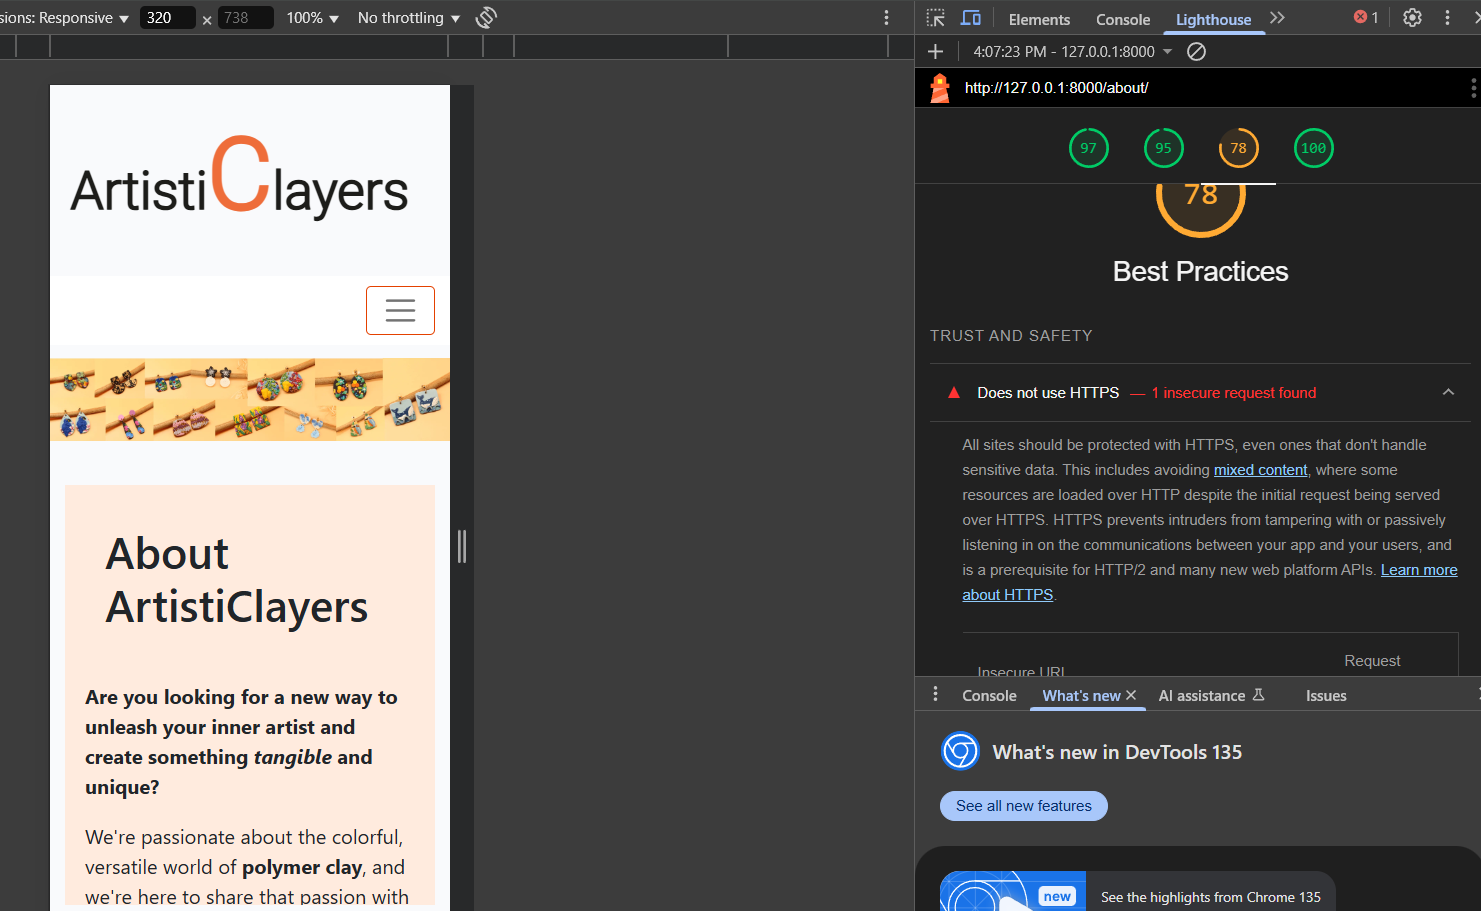 sions: Responsive ▼ 320 × 738 100% ▼ No throttling ▼
Elements Console Lighthouse 1
4:07:23 PM - 127.0.0.1:8000
http://127.0.0.1:8000/about/
97 95 78 100
78
Best Practices
TRUST AND SAFETY
Does not use HTTPS — 1 insecure request found
All sites should be protected with HTTPS, even ones that don't handle
sensitive data. This includes avoiding mixed content, where some
resources are loaded over HTTP despite the initial request being served
over HTTPS. HTTPS prevents intruders from tampering with or passively
listening in on the communications between your app and your users, and
is a prerequisite for HTTP/2 and many new web platform APIs. Learn more
about HTTPS.
Request
Insecure URL
Console What's new AI assistance Issues
What's new in DevTools 135
See all new features
new
See the highlights from Chrome 135
ArtistiClayers
About
ArtistiClayers
Are you looking for a new way to
unleash your inner artist and
create something tangible and
unique?
We're passionate about the colorful,
versatile world of polymer clay, and
we're here to share that passion with